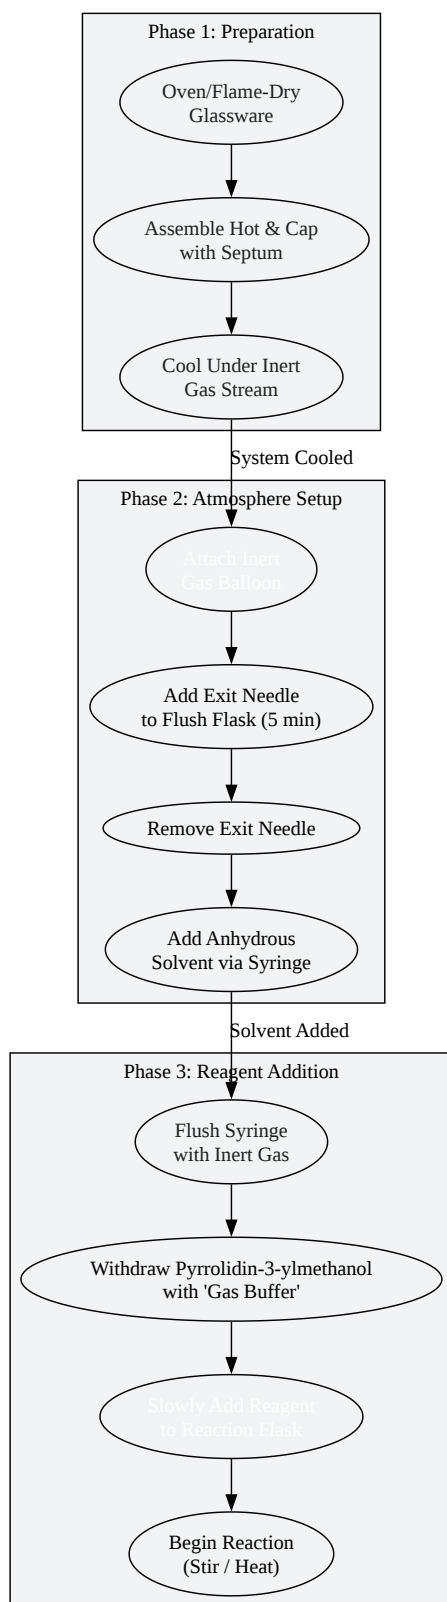 Phase 1: Preparation
Oven/Flame-Dry
Glassware
Assemble Hot & Cap
with Septum
Cool Under Inert
Gas Stream
System Cooled
Phase 2: Atmosphere Setup
Attach Inert
Gas Balloon
Add Exit Needle
to Flush Flask (5 min)
Remove Exit Needle
Add Anhydrous
Solvent via Syringe
Solvent Added
Phase 3: Reagent Addition
Flush Syringe
with Inert Gas
Withdraw Pyrrolidin-3-ylmethanol
with 'Gas Buffer'
Slowly Add Reagent
to Reaction Flask
Begin Reaction
(Stir / Heat)